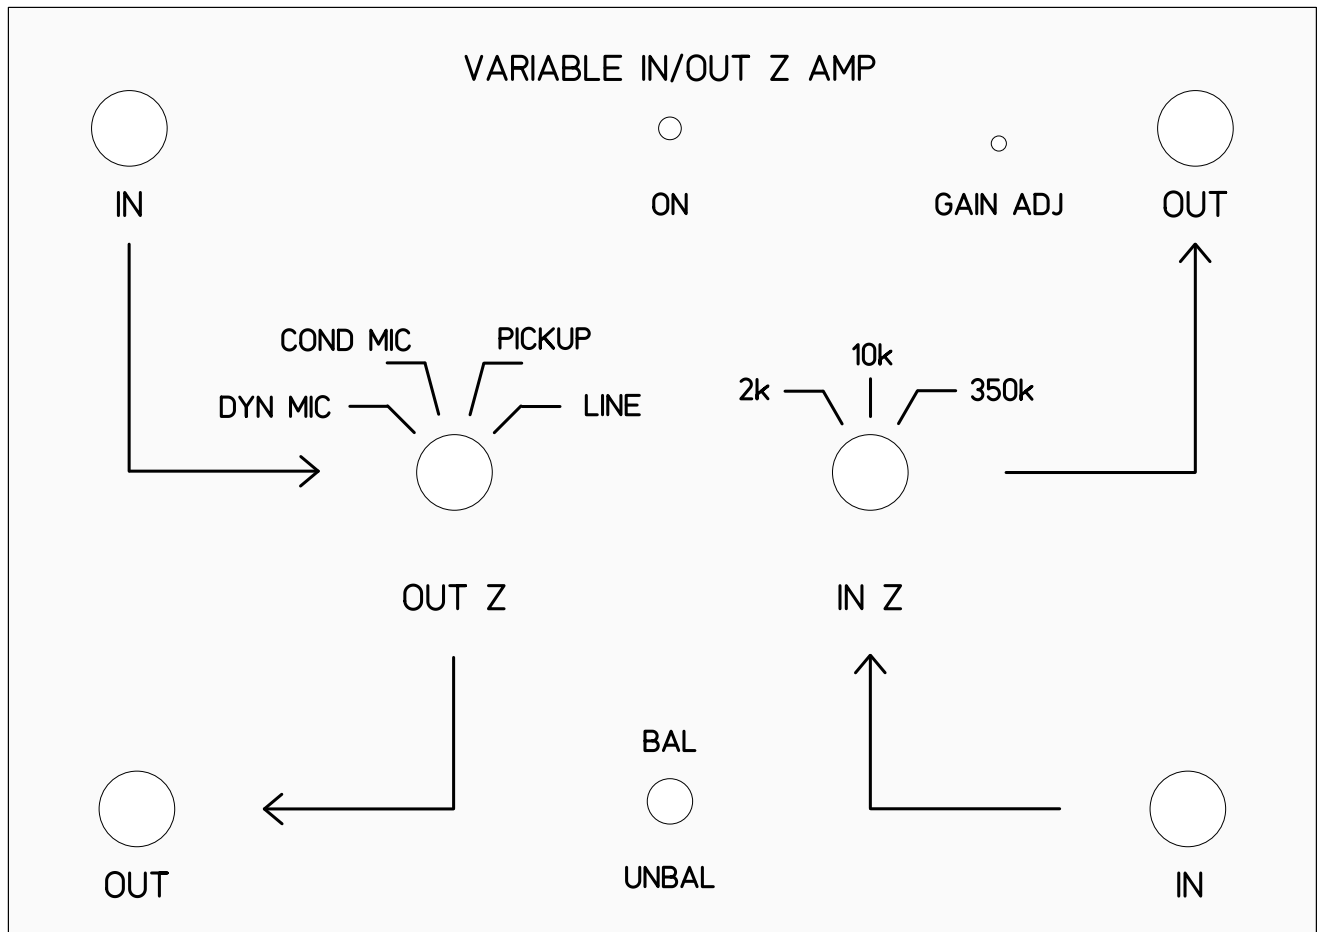 VARIABLE IN/OUT Z AMP
IN
ON
GAIN ADJ
OUT
COND MIC
PICKUP
DYN MIC
LINE
10k
2k
350k
OUT Z
IN Z
BAL
UNBAL
OUT
IN